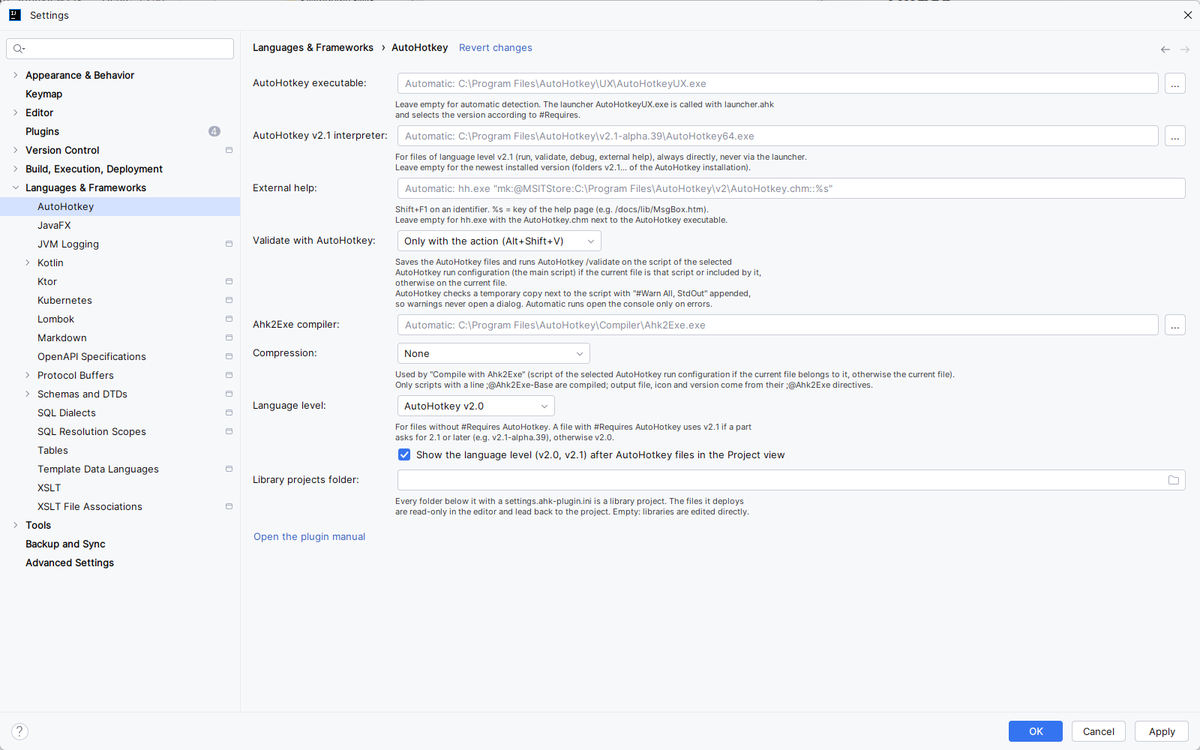 Settings
Appearance & Behavior
Keymap
Editor
Plugins 4
Version Control
Build, Execution, Deployment
Languages & Frameworks
AutoHotkey
JavaFX
JVM Logging
Kotlin
Ktor
Kubernetes
Lombok
Markdown
OpenAPI Specifications
Protocol Buffers
Schemas and DTDs
SQL Dialects
SQL Resolution Scopes
Tables
Template Data Languages
XSLT
XSLT File Associations
Tools
Backup and Sync
Advanced Settings
Languages & Frameworks › AutoHotkey Revert changes
AutoHotkey executable: Automatic: C:\Program Files\AutoHotkey\UX\AutoHotkeyUX.exe ...
Leave empty for automatic detection. The launcher AutoHotkeyUX.exe is called with launcher.ahk
and selects the version according to #Requires.
AutoHotkey v2.1 interpreter: Automatic: C:\Program Files\AutoHotkey\v2.1-alpha.39\AutoHotkey64.exe ...
For files of language level v2.1 (run, validate, debug, external help), always directly, never via the launcher.
Leave empty for the newest installed version (folders v2.1... of the AutoHotkey installation).
External help: Automatic: hh.exe "mk:@MSITStore:C:\Program Files\AutoHotkey\v2\AutoHotkey.chm::%s"
Shift+F1 on an identifier. %s = key of the help page (e.g. /docs/lib/MsgBox.htm).
Leave empty for hh.exe with the AutoHotkey.chm next to the AutoHotkey executable.
Validate with AutoHotkey: Only with the action (Alt+Shift+V)
Saves the AutoHotkey files and runs AutoHotkey /validate on the script of the selected
AutoHotkey run configuration (the main script) if the current file is that script or included by it,
otherwise on the current file.
AutoHotkey checks a temporary copy next to the script with "#Warn All, StdOut" appended,
so warnings never open a dialog. Automatic runs open the console only on errors.
Ahk2Exe compiler: Automatic: C:\Program Files\AutoHotkey\Compiler\Ahk2Exe.exe ...
Compression: None
Used by "Compile with Ahk2Exe" (script of the selected AutoHotkey run configuration if the current file belongs to it, otherwise the current file).
Only scripts with a line ;@Ahk2Exe-Base are compiled; output file, icon and version come from their ;@Ahk2Exe directives.
Language level: AutoHotkey v2.0
For files without #Requires AutoHotkey. A file with #Requires AutoHotkey uses v2.1 if a part
asks for 2.1 or later (e.g. v2.1-alpha.39), otherwise v2.0.
Show the language level (v2.0, v2.1) after AutoHotkey files in the Project view
Library projects folder:
Every folder below it with a settings.ahk-plugin.ini is a library project. The files it deploys
are read-only in the editor and lead back to the project. Empty: libraries are edited directly.
Open the plugin manual
? OK Cancel Apply